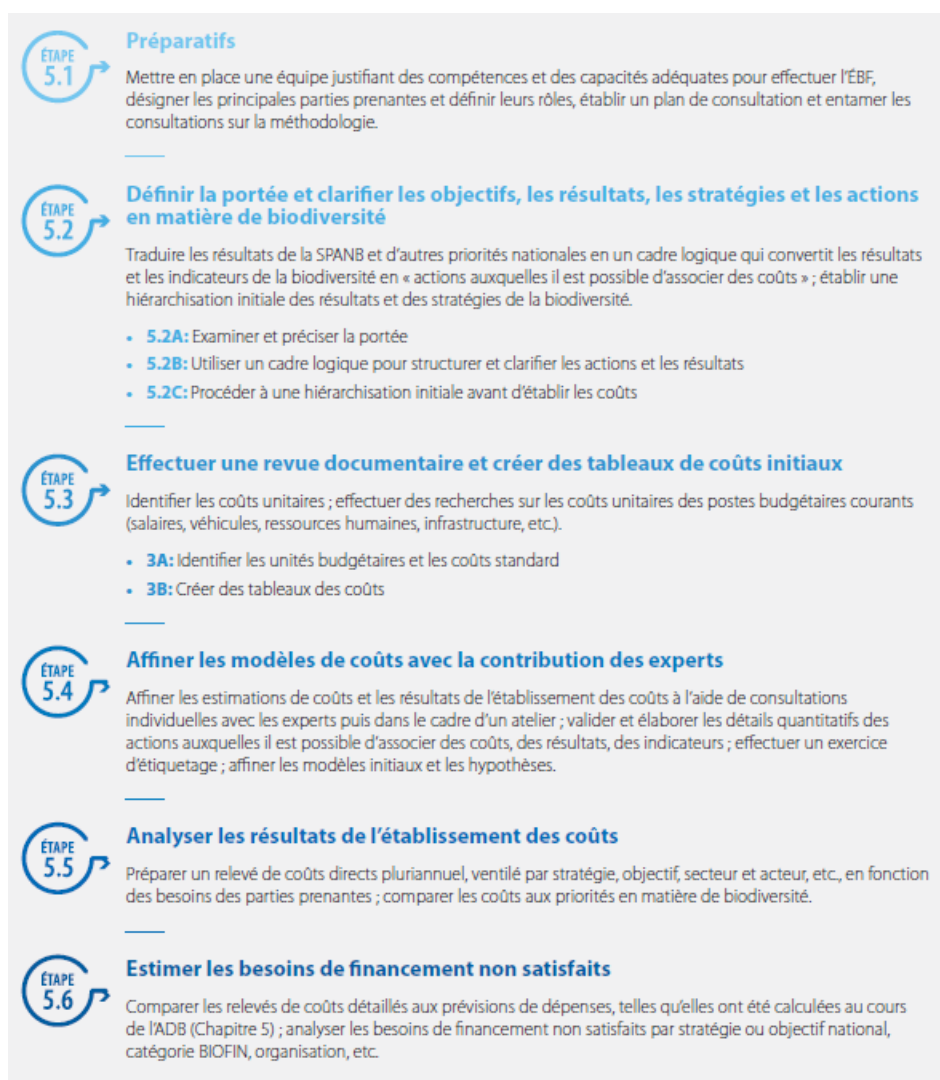 ÉTAPE
5.1
Préparatifs
Mettre en place une équipe justifiant des compétences et des capacités adéquates pour effectuer l'ÉBF,
désigner les principales parties prenantes et définir leurs rôles, établir un plan de consultation et entamer les
consultations sur la méthodologie.
ÉTAPE
5.2
Définir la portée et clarifier les objectifs, les résultats, les stratégies et les actions
en matière de biodiversité
Traduire les résultats de la SPANB et d'autres priorités nationales en un cadre logique qui convertit les résultats
et les indicateurs de la biodiversité en « actions auxquelles il est possible d'associer des coûts » ; établir une
hiérarchisation initiale des résultats et des stratégies de la biodiversité.
• 5.2A: Examiner et préciser la portée
• 5.2B: Utiliser un cadre logique pour structurer et clarifier les actions et les résultats
• 5.2C: Procéder à une hiérarchisation initiale avant d'établir les coûts
ÉTAPE
5.3
Effectuer une revue documentaire et créer des tableaux de coûts initiaux
Identifier les coûts unitaires ; effectuer des recherches sur les coûts unitaires des postes budgétaires courants
(salaires, véhicules, ressources humaines, infrastructure, etc.).
• 3A: Identifier les unités budgétaires et les coûts standard
• 3B: Créer des tableaux des coûts
ÉTAPE
5.4
Affiner les modèles de coûts avec la contribution des experts
Affiner les estimations de coûts et les résultats de l'établissement des coûts à l'aide de consultations
individuelles avec les experts puis dans le cadre d'un atelier ; valider et élaborer les détails quantitatifs des
actions auxquelles il est possible d'associer des coûts, des résultats, des indicateurs ; effectuer un exercice
d'étiquetage ; affiner les modèles initiaux et les hypothèses.
ÉTAPE
5.5
Analyser les résultats de l'établissement des coûts
Préparer un relevé de coûts directs pluriannuel, ventilé par stratégie, objectif, secteur et acteur, etc., en fonction
des besoins des parties prenantes ; comparer les coûts aux priorités en matière de biodiversité.
ÉTAPE
5.6
Estimer les besoins de financement non satisfaits
Comparer les relevés de coûts détaillés aux prévisions de dépenses, telles qu'elles ont été calculées au cours
de l'ADB (Chapitre 5) ; analyser les besoins de financement non satisfaits par stratégie ou objectif national,
catégorie BIOFIN, organisation, etc.